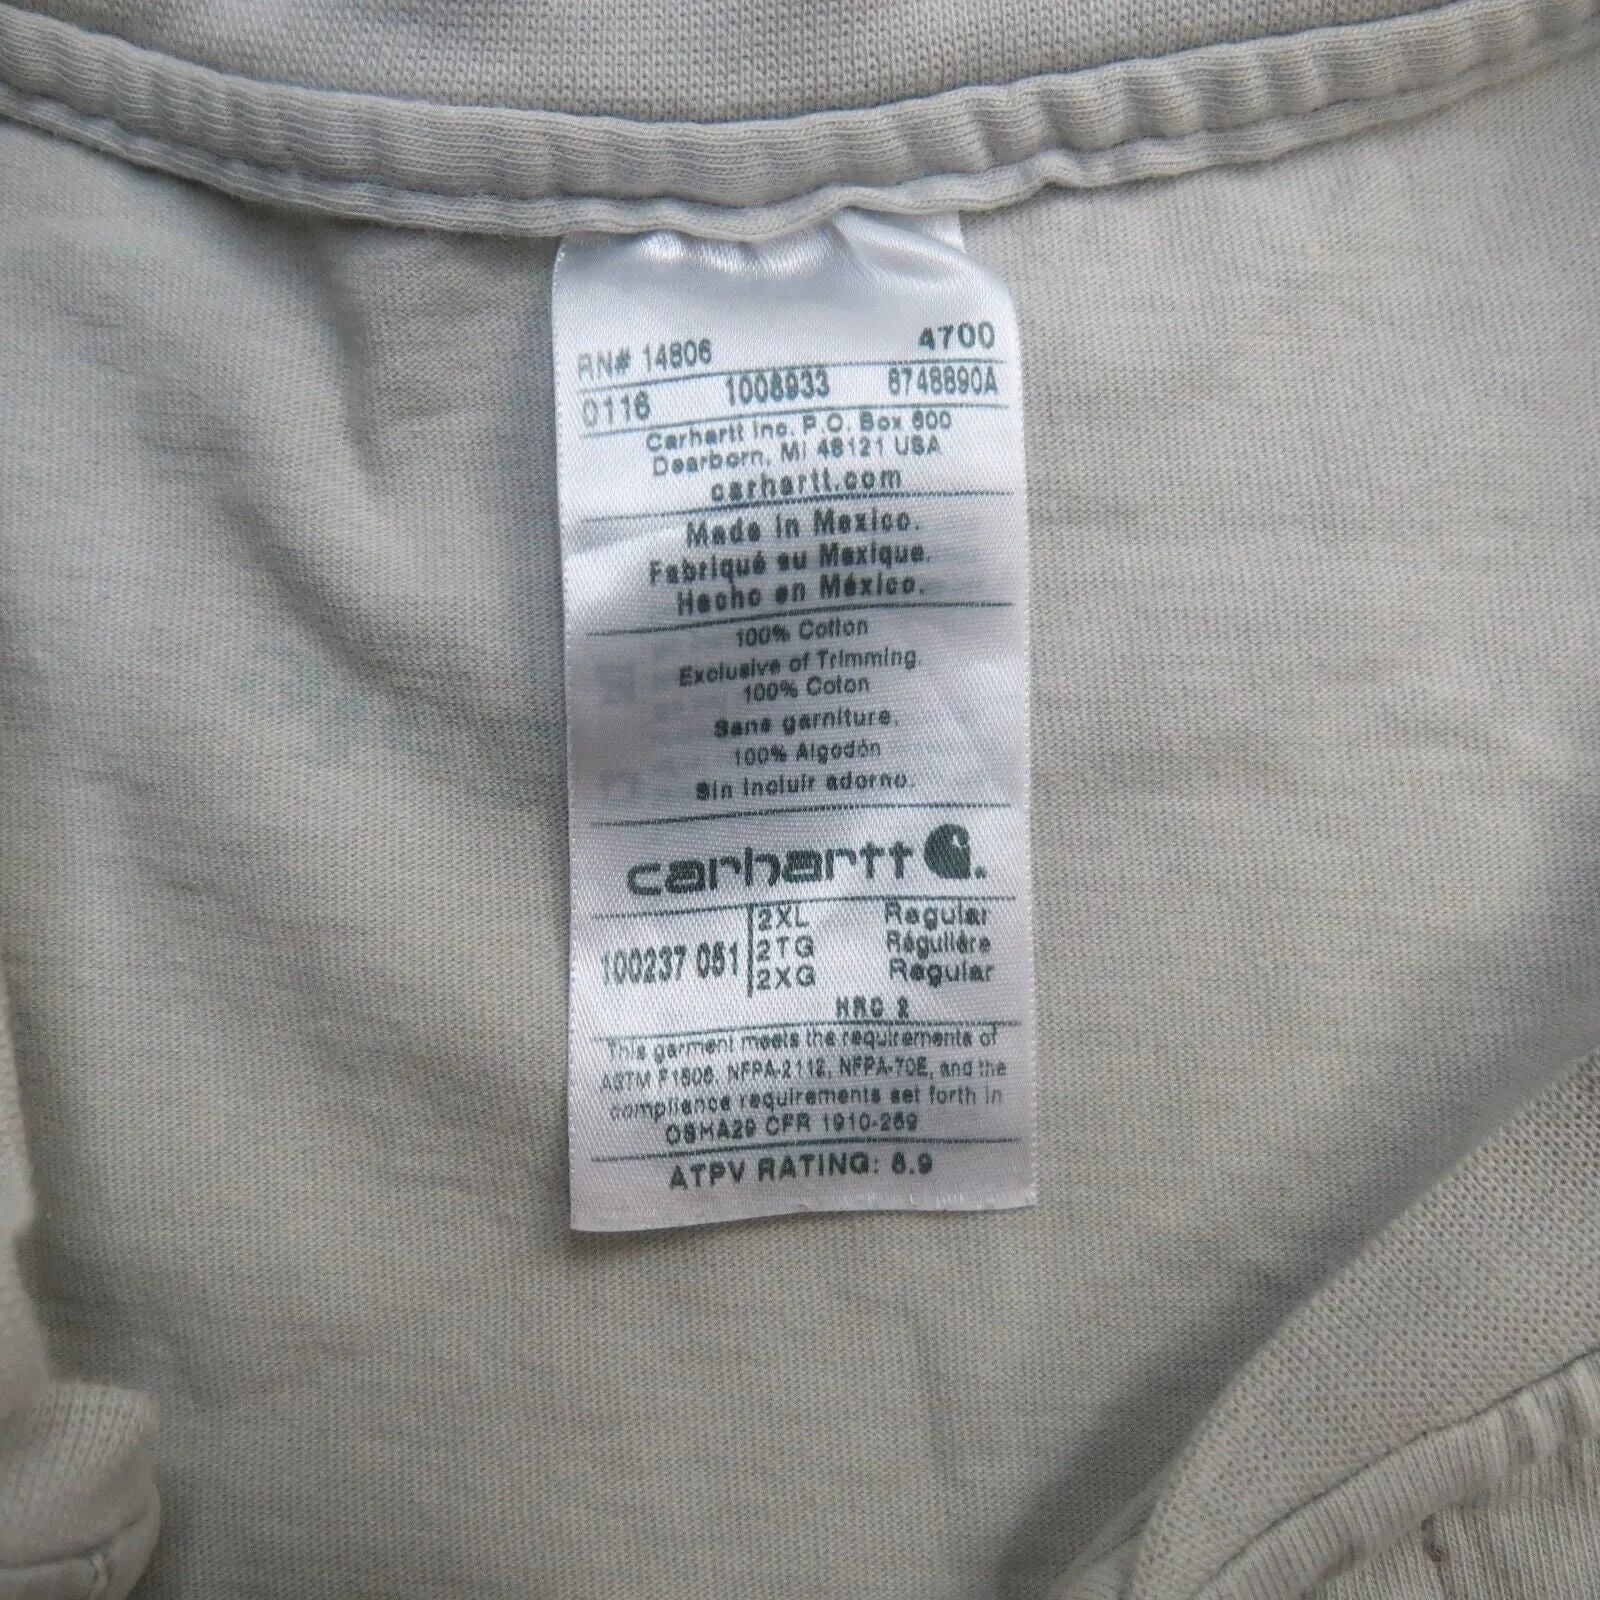 RN# 14806 4700
0116 1008933 8748890A
Carhartt Inc. P.O. Box 600
Dearborn, MI 48121 USA
carhartt.com
Made in Mexico.
Fabriqué au Mexique.
Hecho en México.
100% Cotton
Exclusive of Trimming.
100% Coton
Sans garniture.
100% Algodón
Sin incluir adorno.
carhartt
100237 051
2XL Regular
2TG Régulière
2XG Regular
HRC 2
This garment meets the requirements of
ASTM F1506, NFPA-2112, NFPA-70E, and the
compliance requirements set forth in
OSHA29 CFR 1910-269
ATPV RATING: 8.9